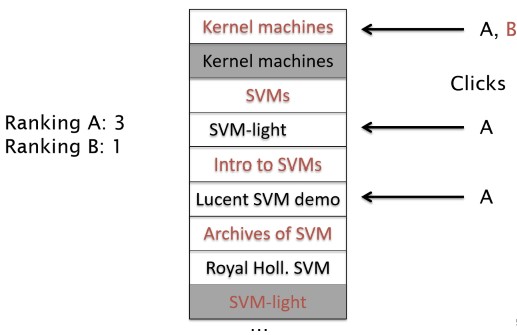 Kernel machines
A, B
Kernel machines
Clicks
SVMs
Ranking A: 3
SVM-light
A
Ranking B: 1
Intro to SVMs
Lucent SVM demo
A
Archives of SVM
Royal Holl. SVM
SVM-light
...